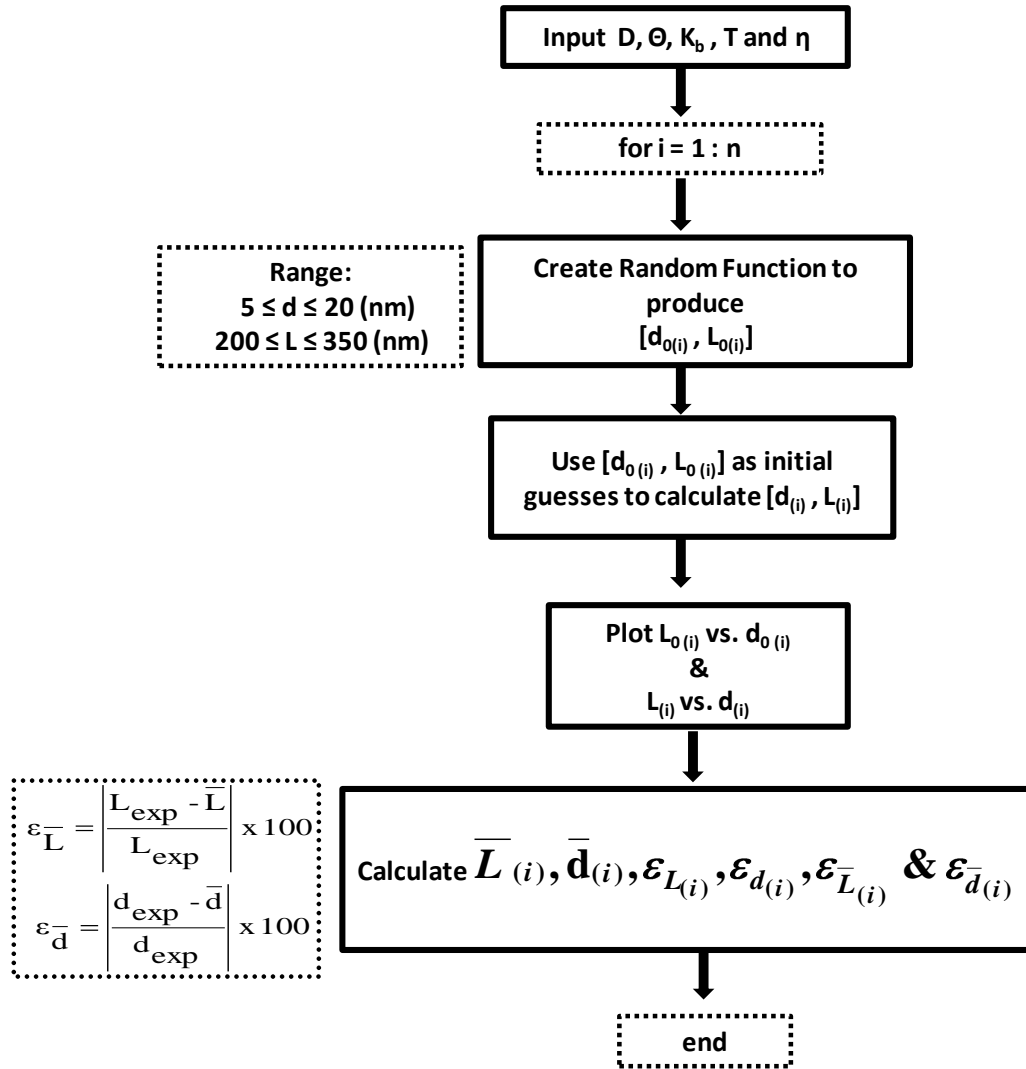 Input D, Θ, K_b , T and η
for i = 1 : n
Range:
5 ≤ d ≤ 20 (nm)
200 ≤ L ≤ 350 (nm)
Create Random Function to
produce
[d_0(i) , L_0(i)]
Use [d_0 (i) , L_0 (i)] as initial
guesses to calculate [d_(i) , L_(i)]
Plot L_0 (i) vs. d_0 (i)
&
L_(i) vs. d_(i)
ε_L̅ = |(L_exp - L̅) / L_exp| x 100
ε_d̅ = |(d_exp - d̅) / d_exp| x 100
Calculate L̅_(i), d̅_(i), ε_L_(i), ε_d_(i), ε_L̅_(i) & ε_d̅_(i)
end